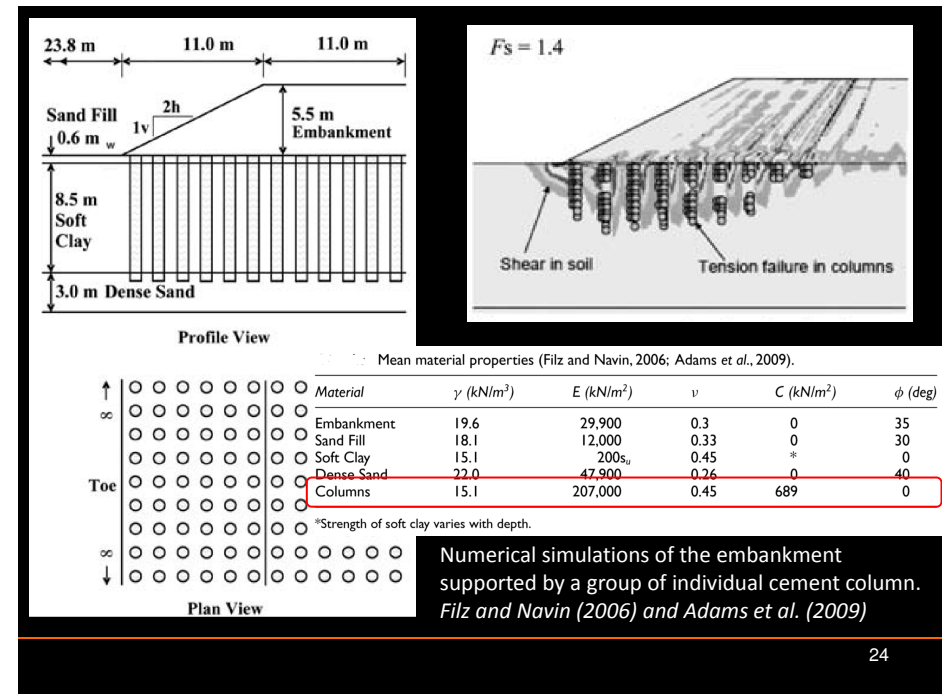 23.8 m 11.0 m 11.0 m
Sand Fill
0.6 m w
2h
1v
5.5 m
Embankment
8.5 m
Soft
Clay
3.0 m Dense Sand
Profile View
Fs = 1.4
Shear in soil
Tension failure in columns
Mean material properties (Filz and Navin, 2006; Adams et al., 2009).
Material γ (kN/m³) E (kN/m²) ν C (kN/m²) ϕ (deg)
Embankment 19.6 29,900 0.3 0 35
Sand Fill 18.1 12,000 0.33 0 30
Soft Clay 15.1 200sᵤ 0.45 * 0
Dense Sand 22.0 47,900 0.26 0 40
Columns 15.1 207,000 0.45 689 0
*Strength of soft clay varies with depth.
∞
Toe
∞
Plan View
Numerical simulations of the embankment
supported by a group of individual cement column.
Filz and Navin (2006) and Adams et al. (2009)
24